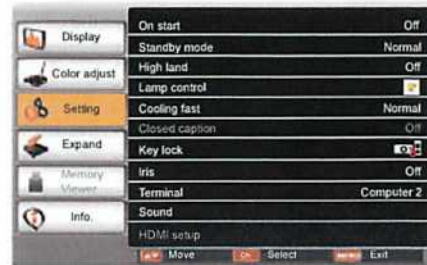 Display
Color adjust
Setting
Expand
Memory Viewer
Info.
On start Off
Standby mode Normal
High land Off
Lamp control
Cooling fast Normal
Closed caption Off
Key lock
Iris Off
Terminal Computer 2
Sound
HDMI setup
Move Select Exit